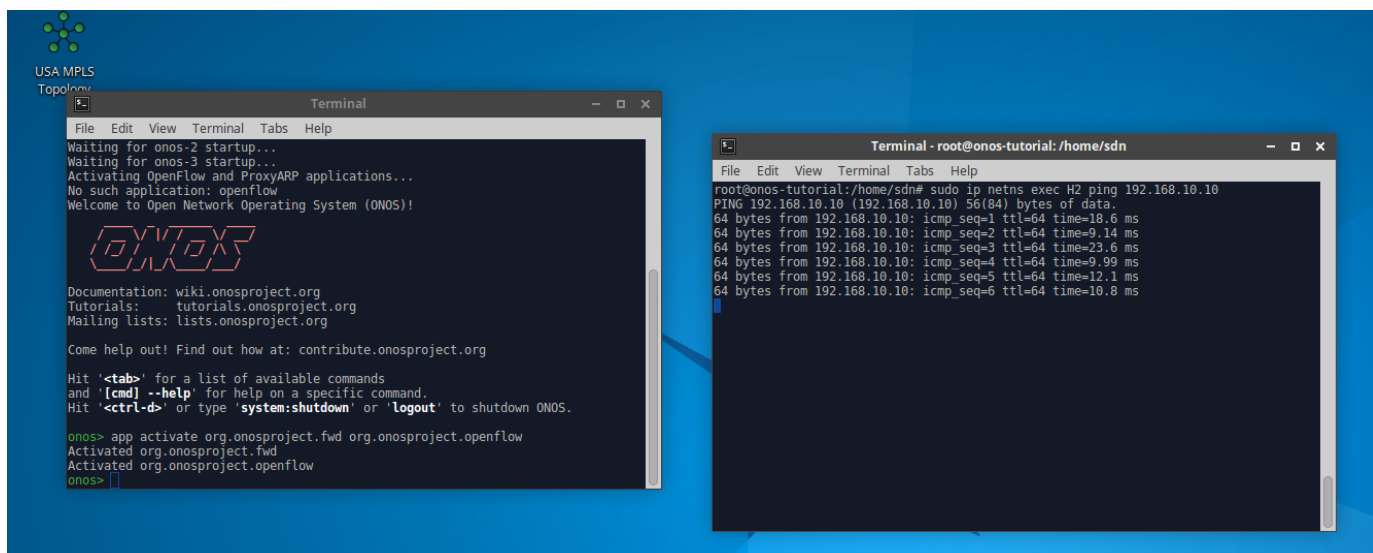 USA MPLS
Topology
Terminal
File Edit View Terminal Tabs Help
Waiting for onos-2 startup...
Waiting for onos-3 startup...
Activating OpenFlow and ProxyARP applications...
No such application: openflow
Welcome to Open Network Operating System (ONOS)!
Documentation: wiki.onosproject.org
Tutorials: tutorials.onosproject.org
Mailing lists: lists.onosproject.org
Come help out! Find out how at: contribute.onosproject.org
Hit '<tab>' for a list of available commands
and '[cmd] --help' for help on a specific command.
Hit '<ctrl-d>' or type 'system:shutdown' or 'logout' to shutdown ONOS.
onos> app activate org.onosproject.fwd org.onosproject.openflow
Activated org.onosproject.fwd
Activated org.onosproject.openflow
onos>
Terminal - root@onos-tutorial: /home/sdn
File Edit View Terminal Tabs Help
root@onos-tutorial:/home/sdn# sudo ip netns exec H2 ping 192.168.10.10
PING 192.168.10.10 (192.168.10.10) 56(84) bytes of data.
64 bytes from 192.168.10.10: icmp_seq=1 ttl=64 time=18.6 ms
64 bytes from 192.168.10.10: icmp_seq=2 ttl=64 time=9.14 ms
64 bytes from 192.168.10.10: icmp_seq=3 ttl=64 time=23.6 ms
64 bytes from 192.168.10.10: icmp_seq=4 ttl=64 time=9.99 ms
64 bytes from 192.168.10.10: icmp_seq=5 ttl=64 time=12.1 ms
64 bytes from 192.168.10.10: icmp_seq=6 ttl=64 time=10.8 ms